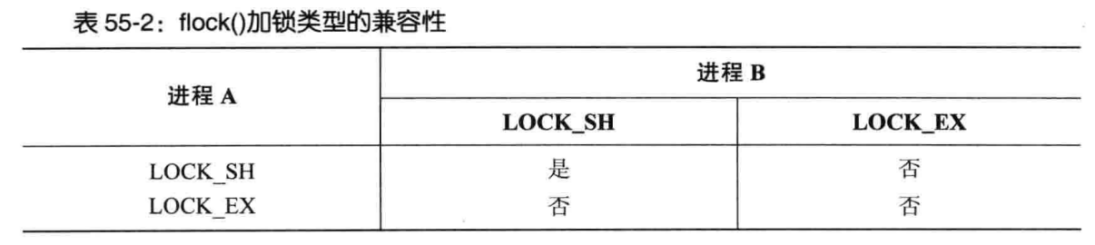 表 55-2：flock()加锁类型的兼容性
进程 A
进程 B
LOCK_SH LOCK_EX
LOCK_SH 是 否
LOCK_EX 否 否